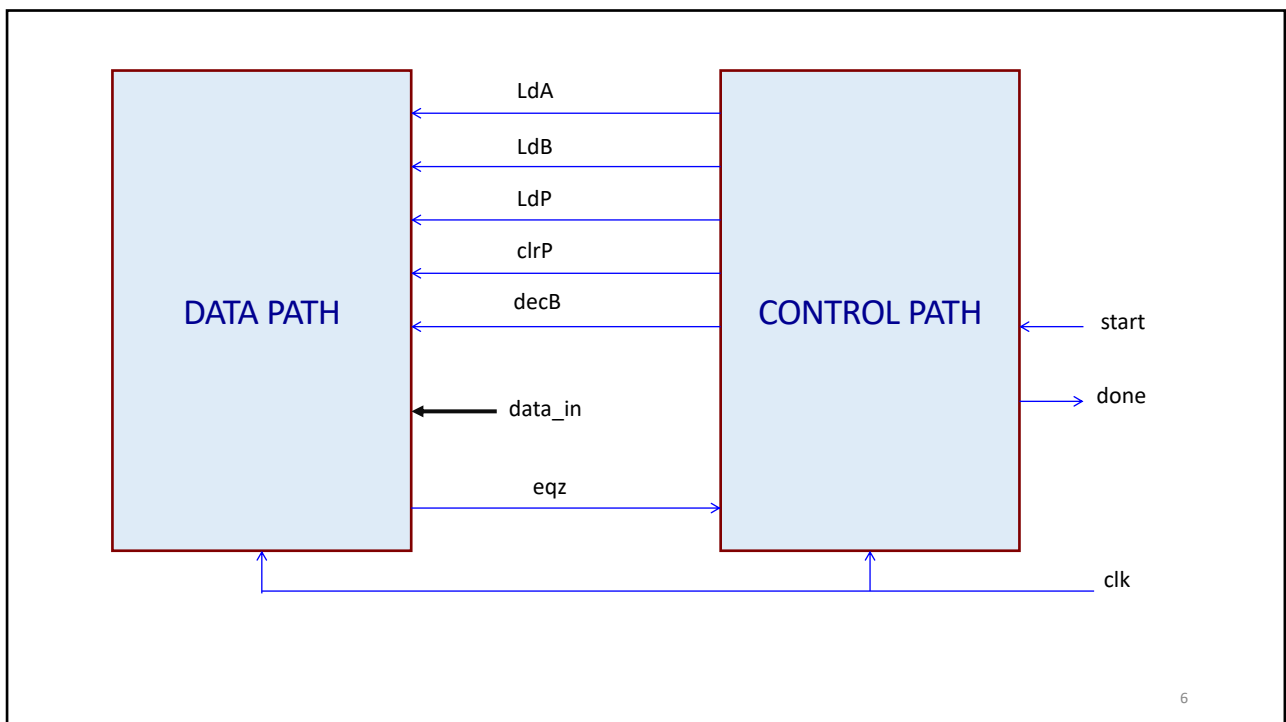 LdA
LdB
LdP
clrP
decB
DATA PATH
CONTROL PATH
start
done
data_in
eqz
clk
6